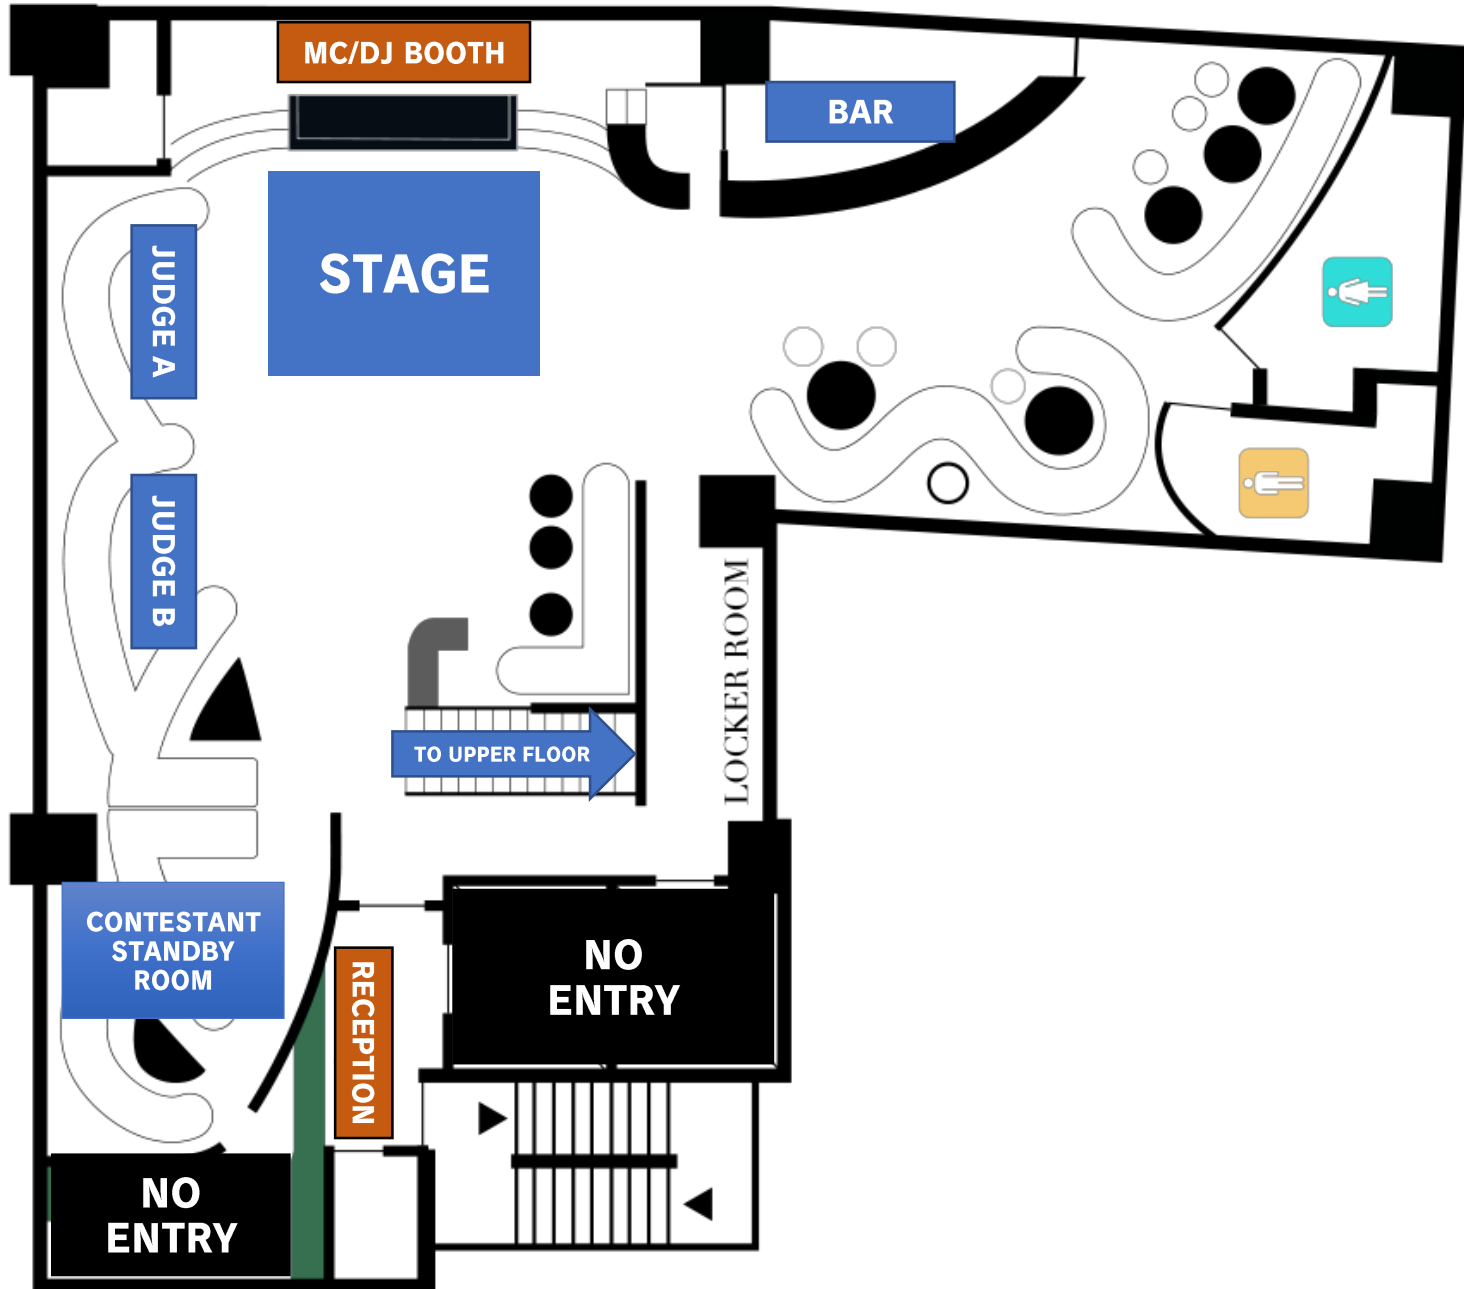 MC/DJ BOOTH
BAR
STAGE
JUDGE A
JUDGE B
LOCKER ROOM
TO UPPER FLOOR
CONTESTANT
STANDBY
ROOM
RECEPTION
NO
ENTRY
NO
ENTRY